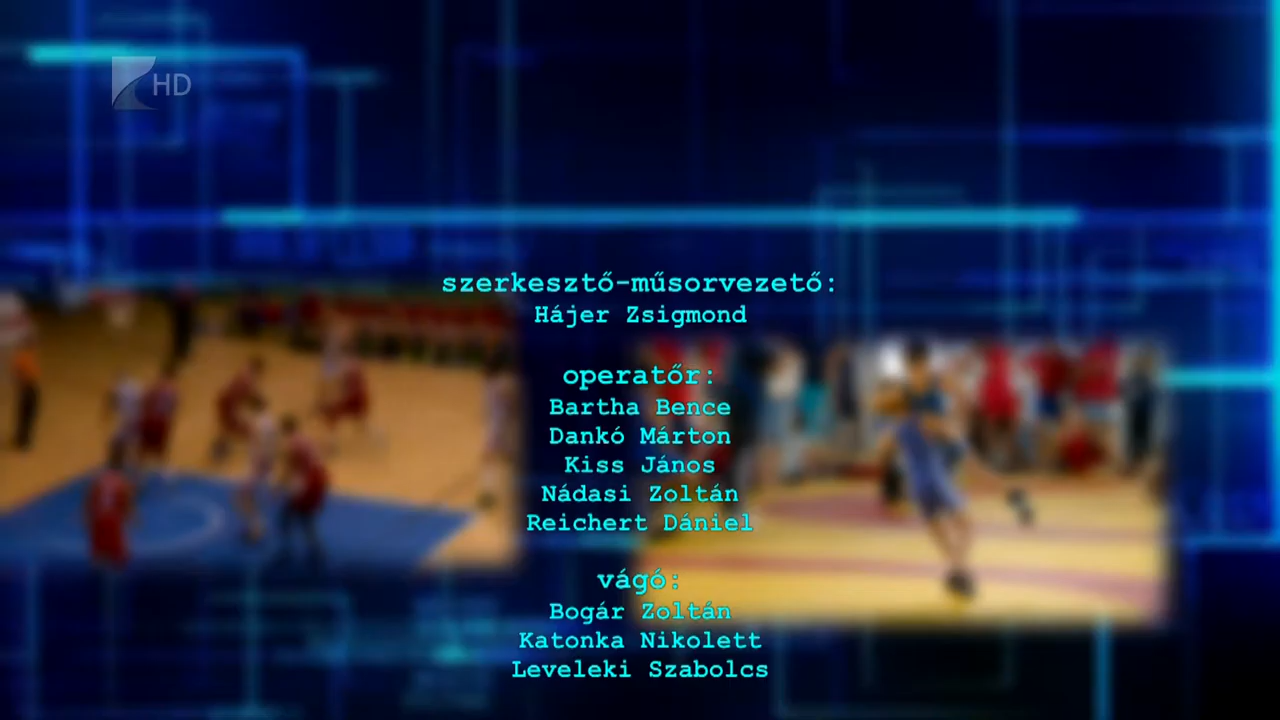 HD
szerkesztő-műsorvezető:
Hájer Zsigmond
operatőr:
Bartha Bence
Dankó Márton
Kiss János
Nádasi Zoltán
Reichert Dániel
vágó:
Bogár Zoltán
Katonka Nikolett
Leveleki Szabolcs